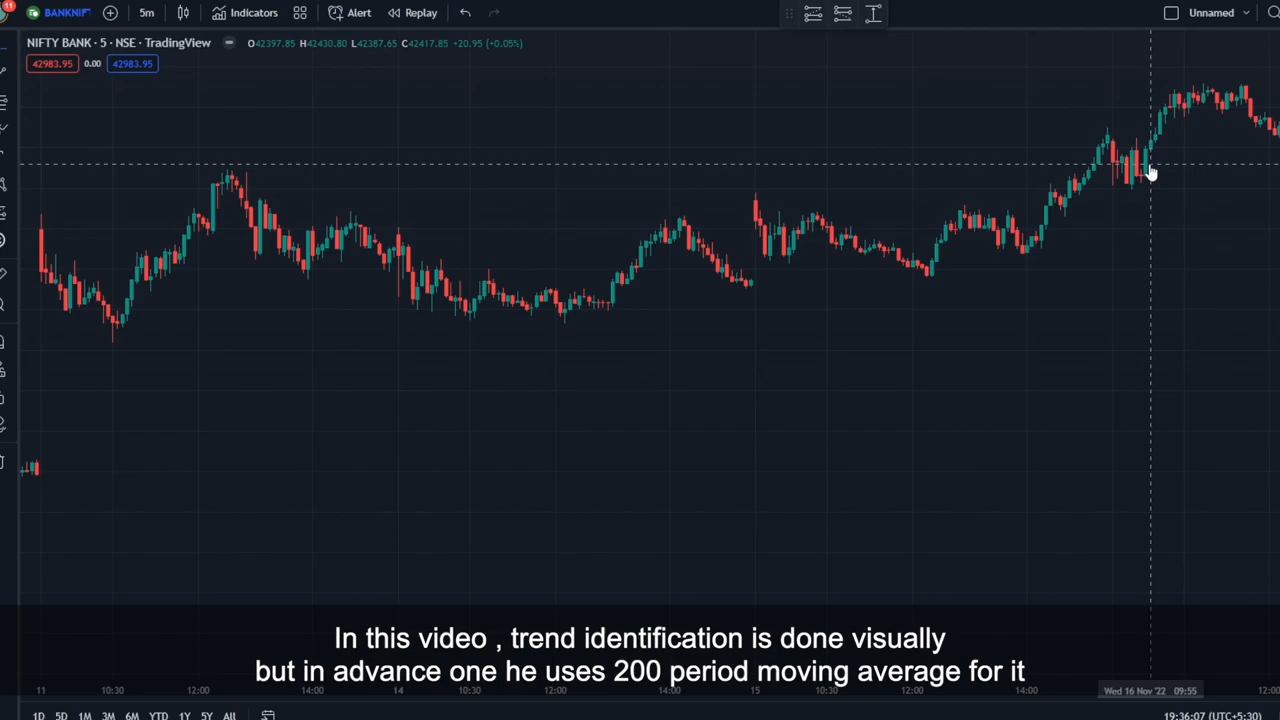 11
BANKNIFT
5m
Indicators
Alert
Replay
Unnamed
NIFTY BANK · 5 · NSE · TradingView
O42397.85 H42430.80 L42387.65 C42417.85 +20.95 (+0.05%)
42983.95 0.00 42983.95
In this video , trend identification is done visually
but in advance one he uses 200 period moving average for it
11 10:30 12:00 14:00 14 10:30 12:00 14:00 15 10:30 12:00 14:00 Wed 16 Nov '22 09:55 12:00
1D 5D 1M 3M 6M YTD 1Y 5Y All
19:36:07 (UTC+5:30)